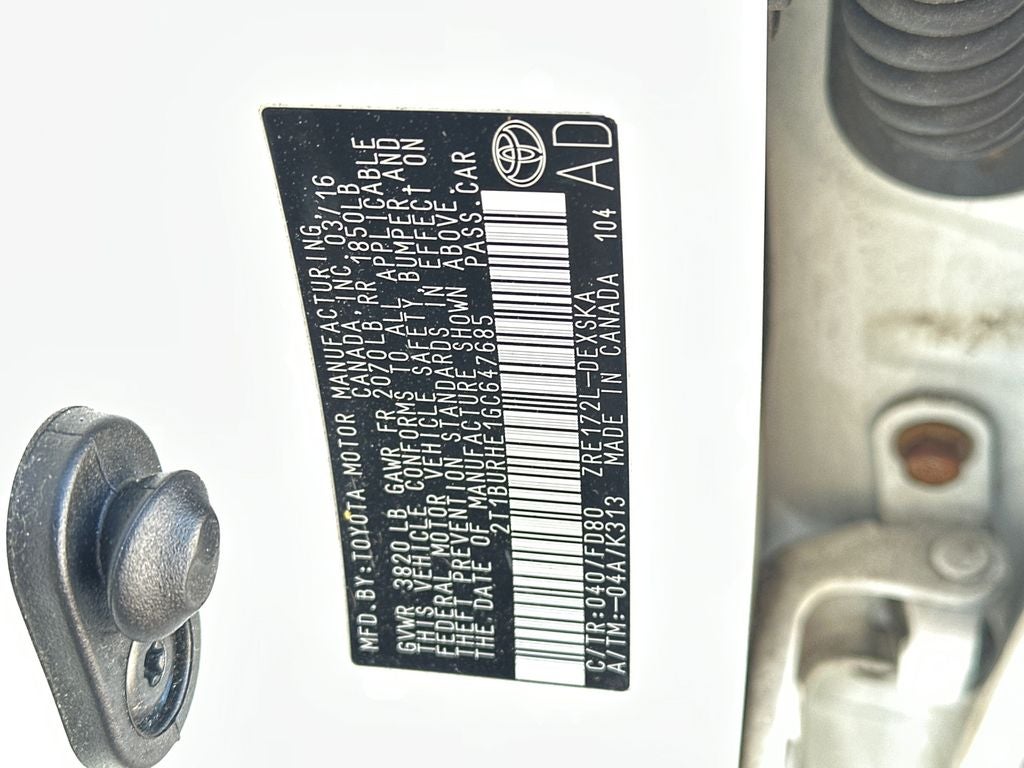 MFD.BY:TOYOTA MOTOR MANUFACTURING,
CANADA,INC. 03/16
GVWR 3820LB GAWR FR 2070LB,RR 1850LB
THIS VEHICLE CONFORMS TO ALL APPLICABLE
FEDERAL MOTOR VEHICLE SAFETY,BUMPER,AND
THEFT PREVENTION STANDARDS IN EFFECT ON
THE DATE OF MANUFACTURE SHOWN ABOVE.
2T1BURHE1GC647685 PASS.CAR
C/TR:040/FD80 ZRE172L-DEXSKA
A/TM:-04A/K313 MADE IN CANADA 104
AD